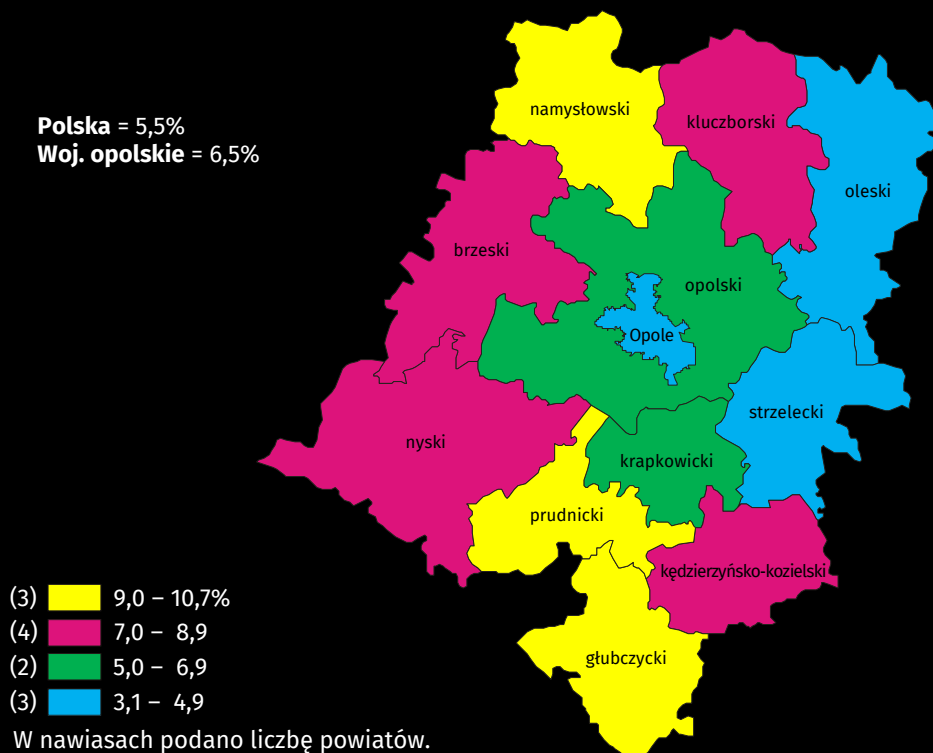 Polska = 5,5%
Woj. opolskie = 6,5%
namysłowski
kluczborski
oleski
brzeski
opolski
Opole
strzelecki
nyski
krapkowicki
prudnicki
kędzierzyńsko-kozielski
głubczycki
(3) 9,0 – 10,7%
(4) 7,0 – 8,9
(2) 5,0 – 6,9
(3) 3,1 – 4,9
W nawiasach podano liczbę powiatów.